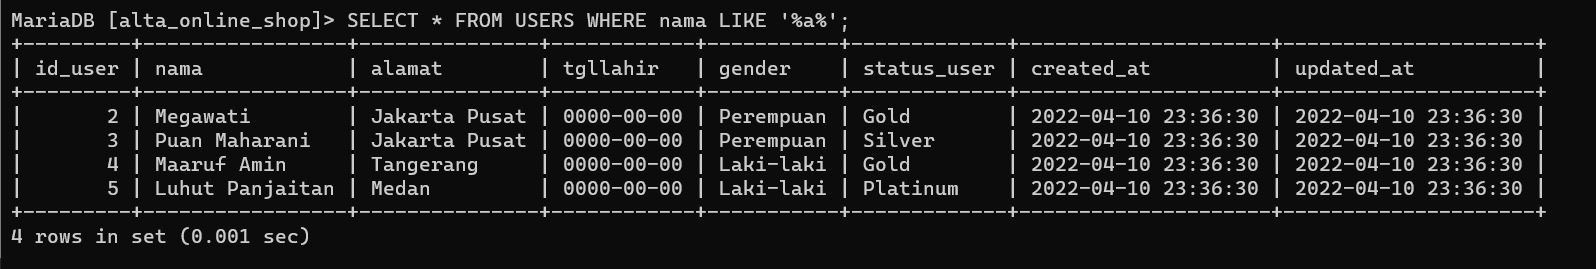 MariaDB [alta_online_shop]> SELECT * FROM USERS WHERE nama LIKE '%a%';
+---------+-----------------+---------------+------------+-----------+-------------+---------------------+---------------------+
| id_user | nama            | alamat        | tgllahir   | gender    | status_user | created_at          | updated_at          |
+---------+-----------------+---------------+------------+-----------+-------------+---------------------+---------------------+
|       2 | Megawati        | Jakarta Pusat | 0000-00-00 | Perempuan | Gold        | 2022-04-10 23:36:30 | 2022-04-10 23:36:30 |
|       3 | Puan Maharani   | Jakarta Pusat | 0000-00-00 | Perempuan | Silver      | 2022-04-10 23:36:30 | 2022-04-10 23:36:30 |
|       4 | Maaruf Amin     | Tangerang     | 0000-00-00 | Laki-laki | Gold        | 2022-04-10 23:36:30 | 2022-04-10 23:36:30 |
|       5 | Luhut Panjaitan | Medan         | 0000-00-00 | Laki-laki | Platinum    | 2022-04-10 23:36:30 | 2022-04-10 23:36:30 |
+---------+-----------------+---------------+------------+-----------+-------------+---------------------+---------------------+
4 rows in set (0.001 sec)